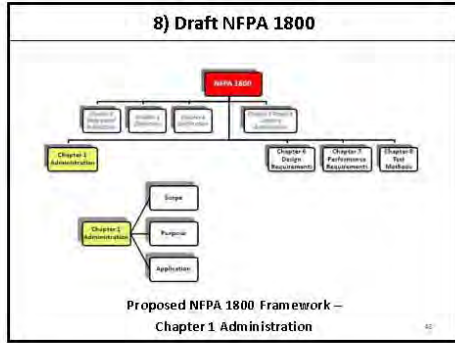 8) Draft NFPA 1800
NFPA 1800
Chapter 1
Administration
Chapter 6
Design
Requirements
Chapter 7
Performance
Requirements
Chapter 8
Test
Methods
Scope
Chapter 1
Administration
Purpose
Application
Proposed NFPA 1800 Framework –
Chapter 1 Administration